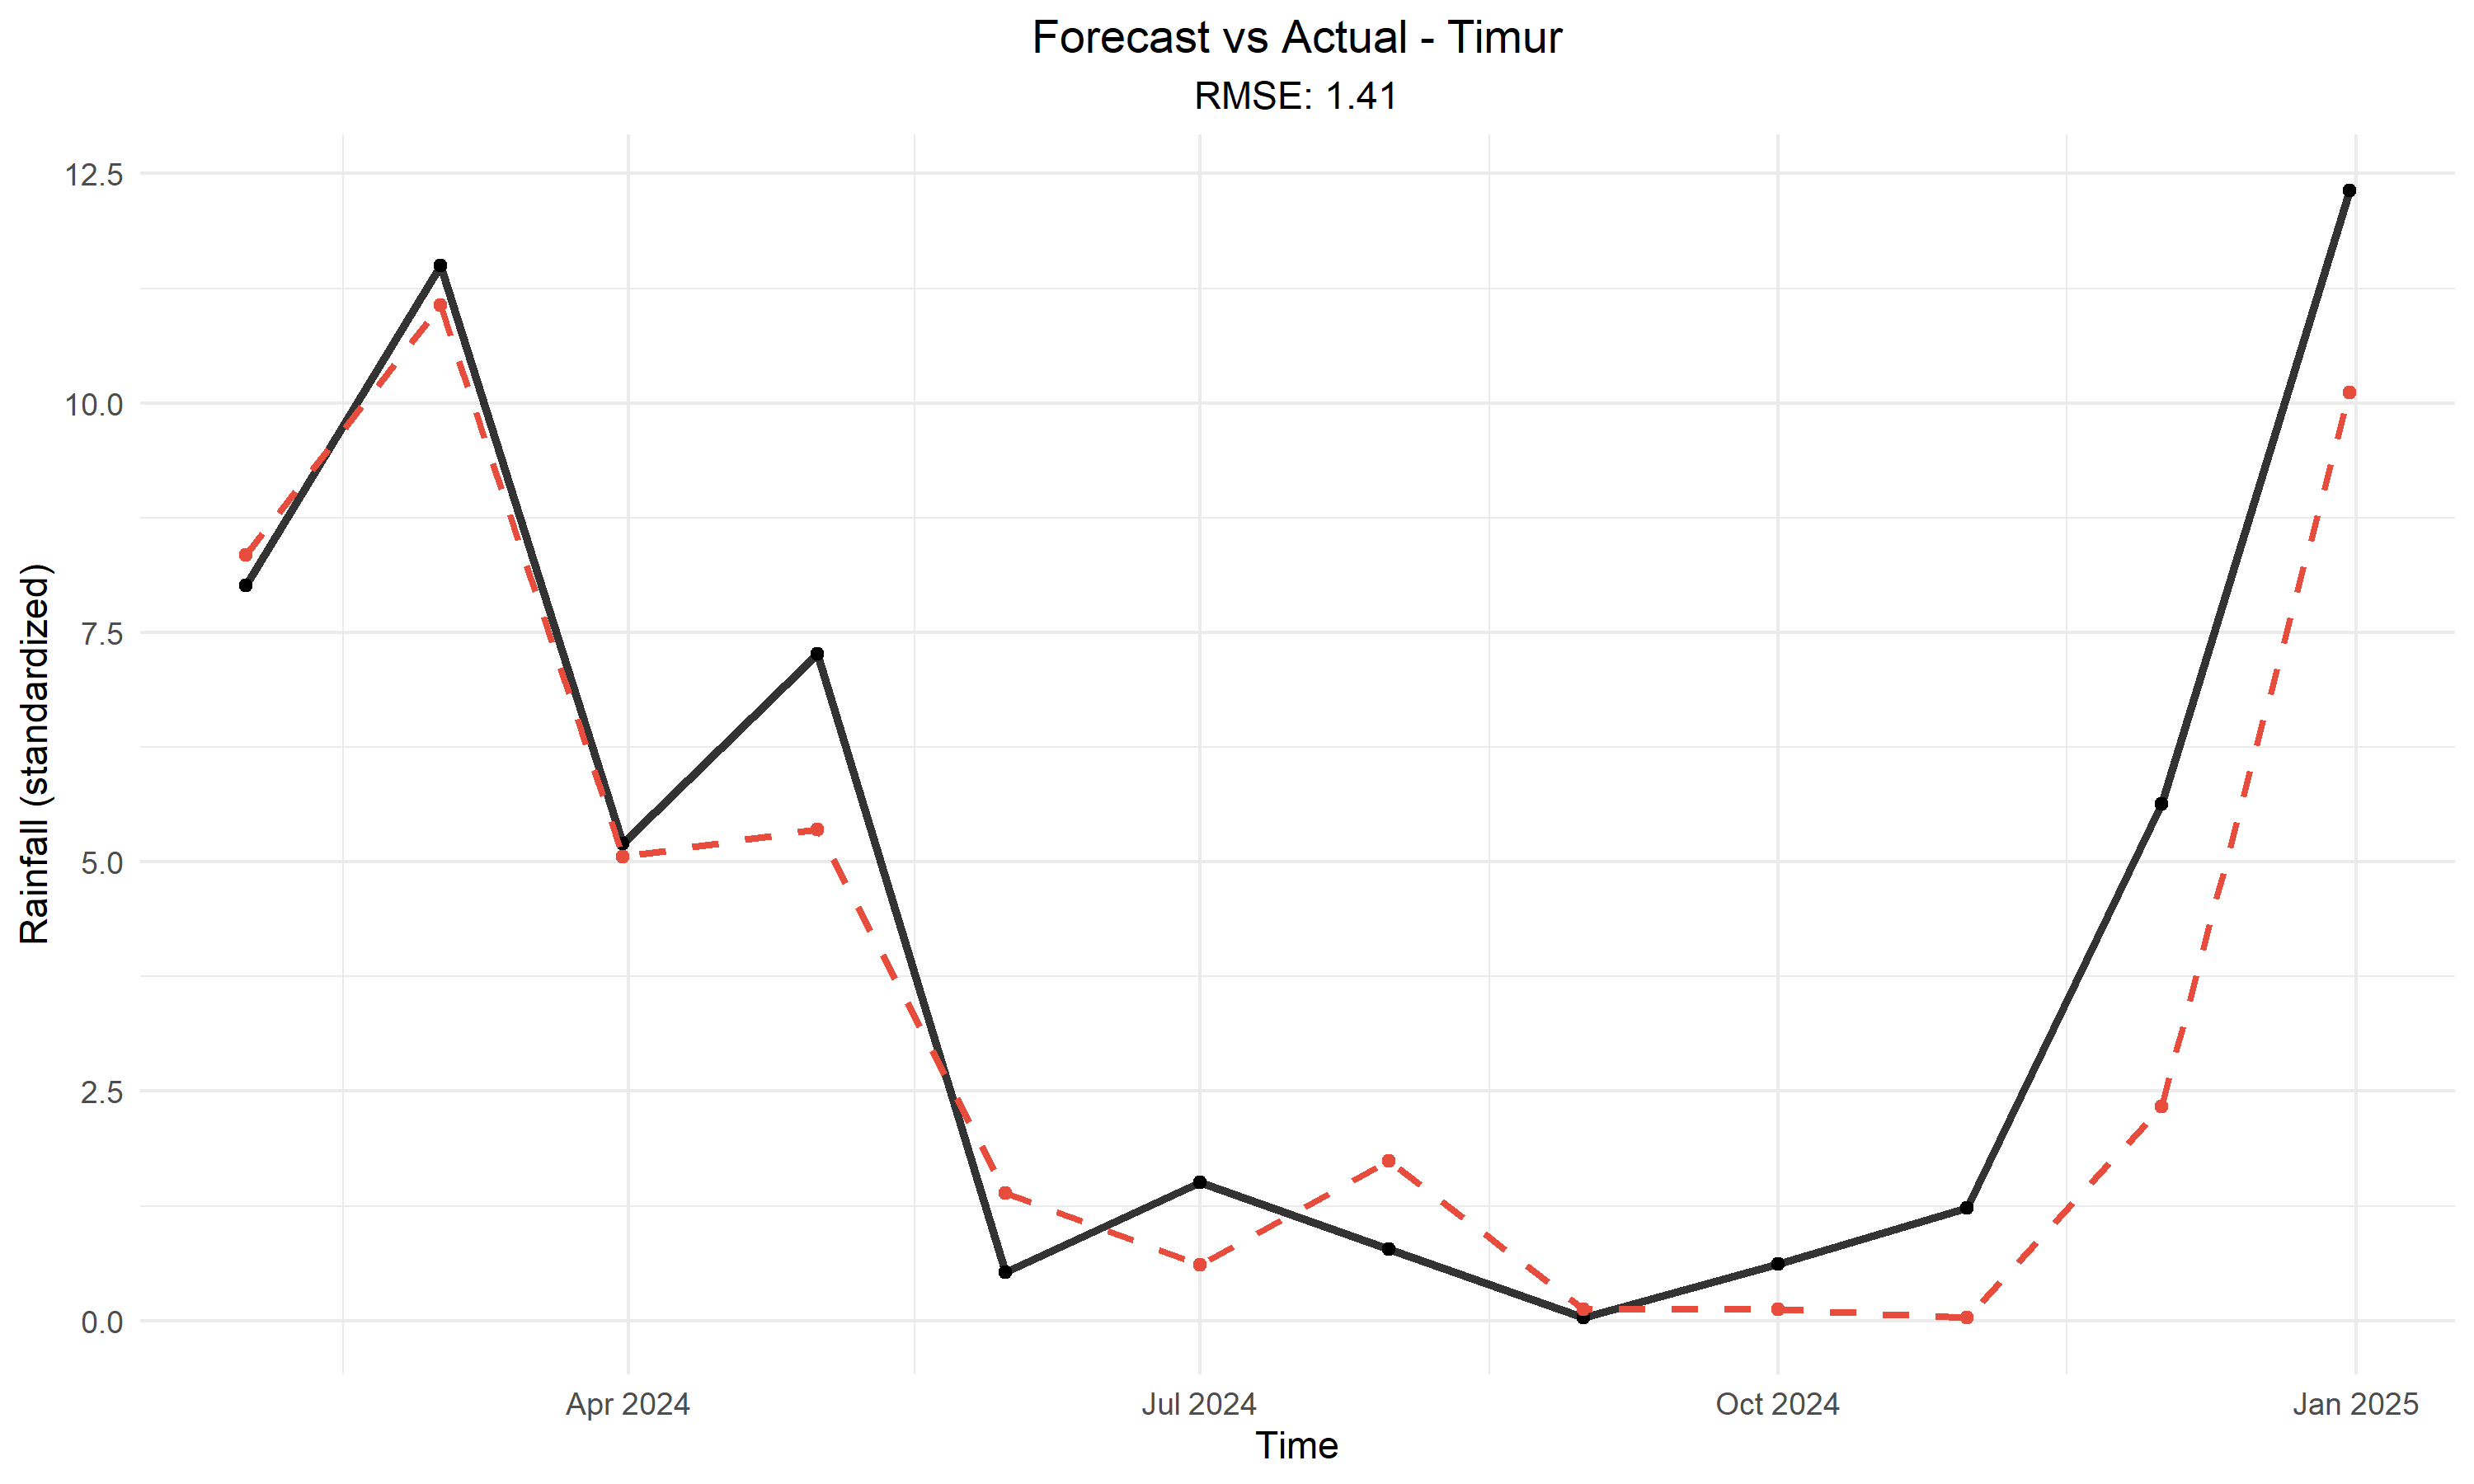 Forecast vs Actual - Timur
RMSE: 1.41
Rainfall (standardized)
12.5
10.0
7.5
5.0
2.5
0.0
Apr 2024
Jul 2024
Oct 2024
Jan 2025
Time